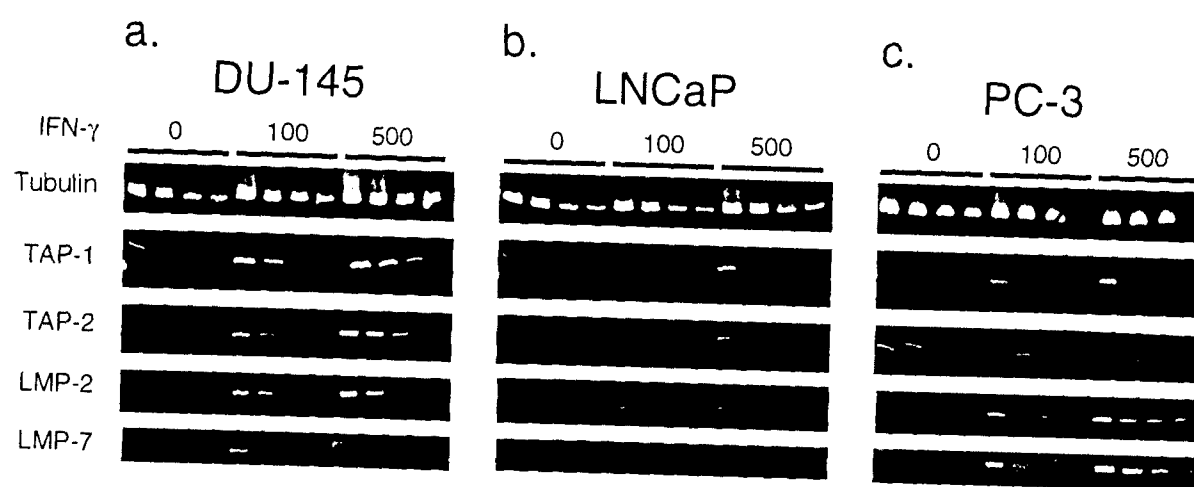 a.
DU-145
b.
LNCaP
c.
PC-3
IFN-γ
0 100 500
0 100 500
0 100 500
Tubulin
TAP-1
TAP-2
LMP-2
LMP-7